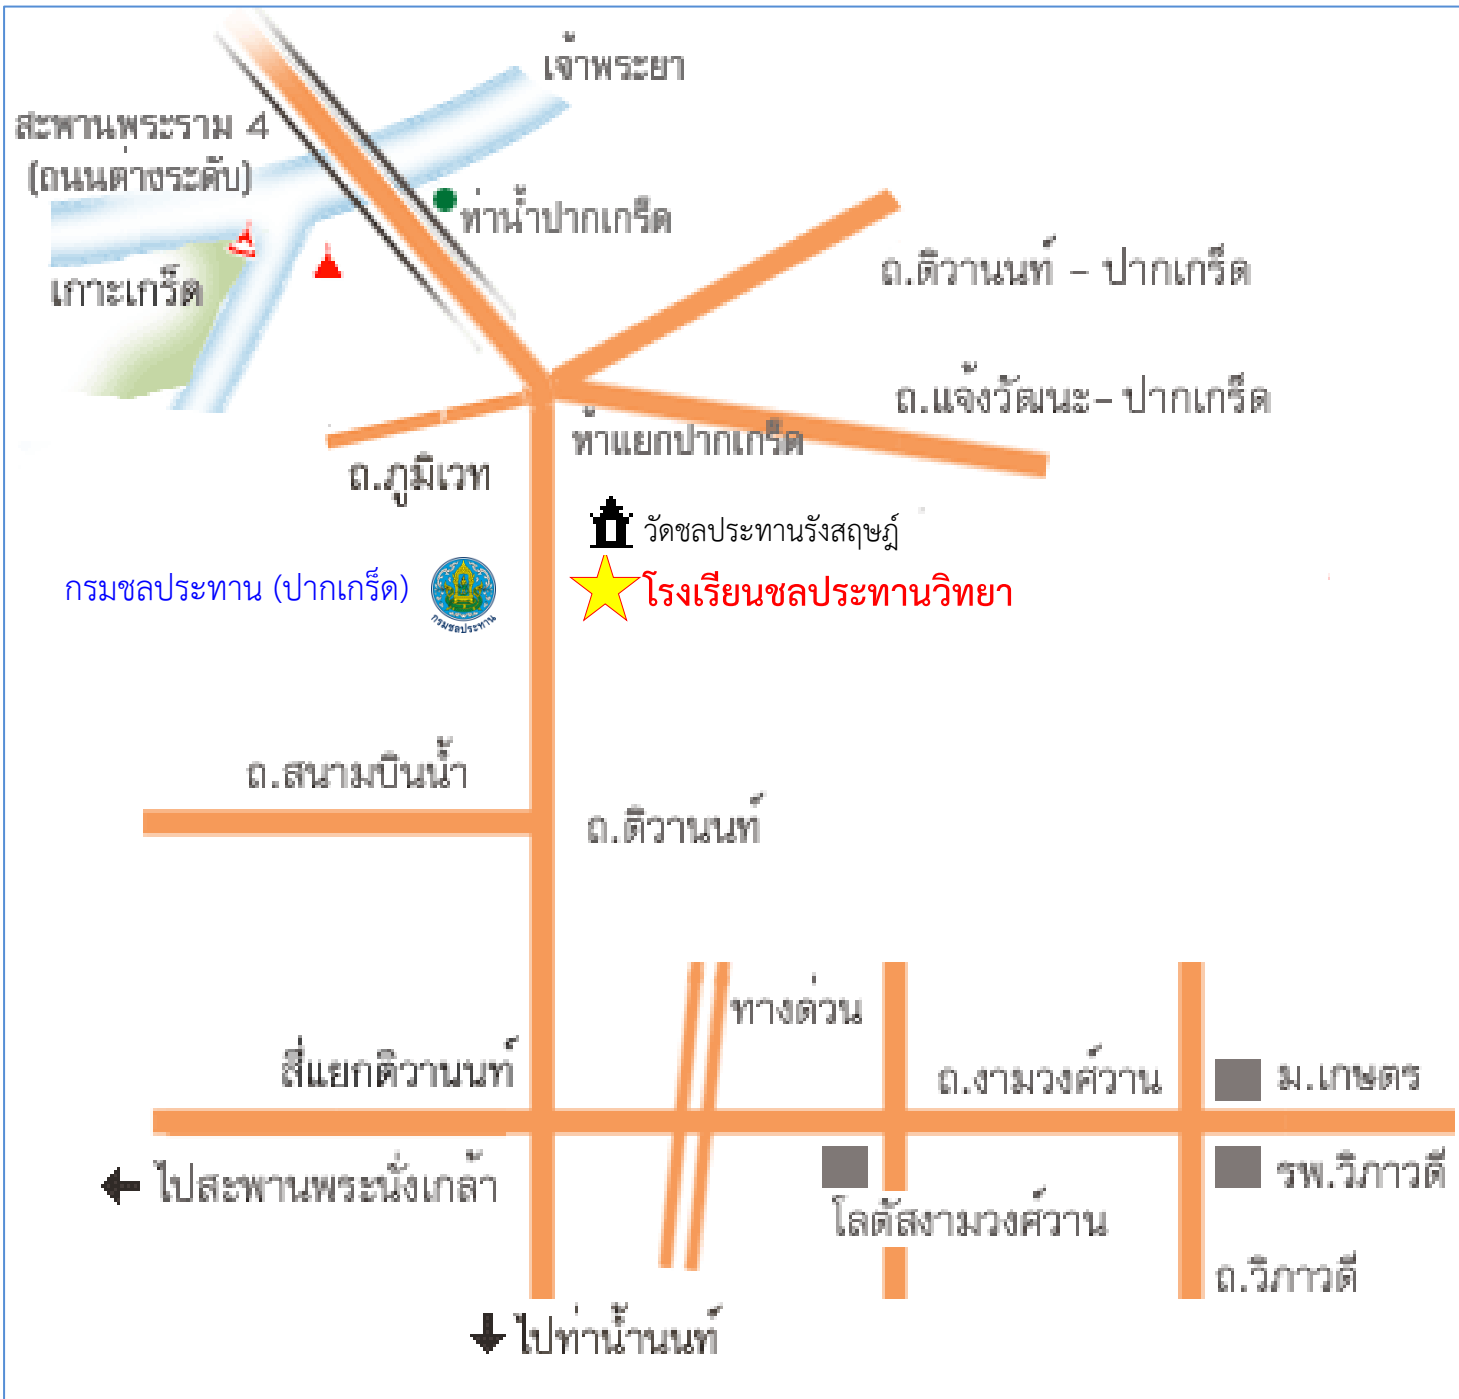 เจ้าพระยา
สะพานพระราม 4
(ถนนต่างระดับ)
ท่าน้ำปากเกร็ด
เกาะเกร็ด
ถ.ติวานนท์ – ปากเกร็ด
ถ.แจ้งวัฒนะ– ปากเกร็ด
ห้าแยกปากเกร็ด
ถ.ภูมิเวท
วัดชลประทานรังสฤษฎ์
กรมชลประทาน (ปากเกร็ด)
กรมชลประทาน
โรงเรียนชลประทานวิทยา
ถ.สนามบินน้ำ
ถ.ติวานนท์
ทางด่วน
สี่แยกติวานนท์
ถ.งามวงศ์วาน
ม.เกษตร
ไปสะพานพระนั่งเกล้า
รพ.วิภาวดี
โลตัสงามวงศ์วาน
ถ.วิภาวดี
ไปท่าน้ำนนท์